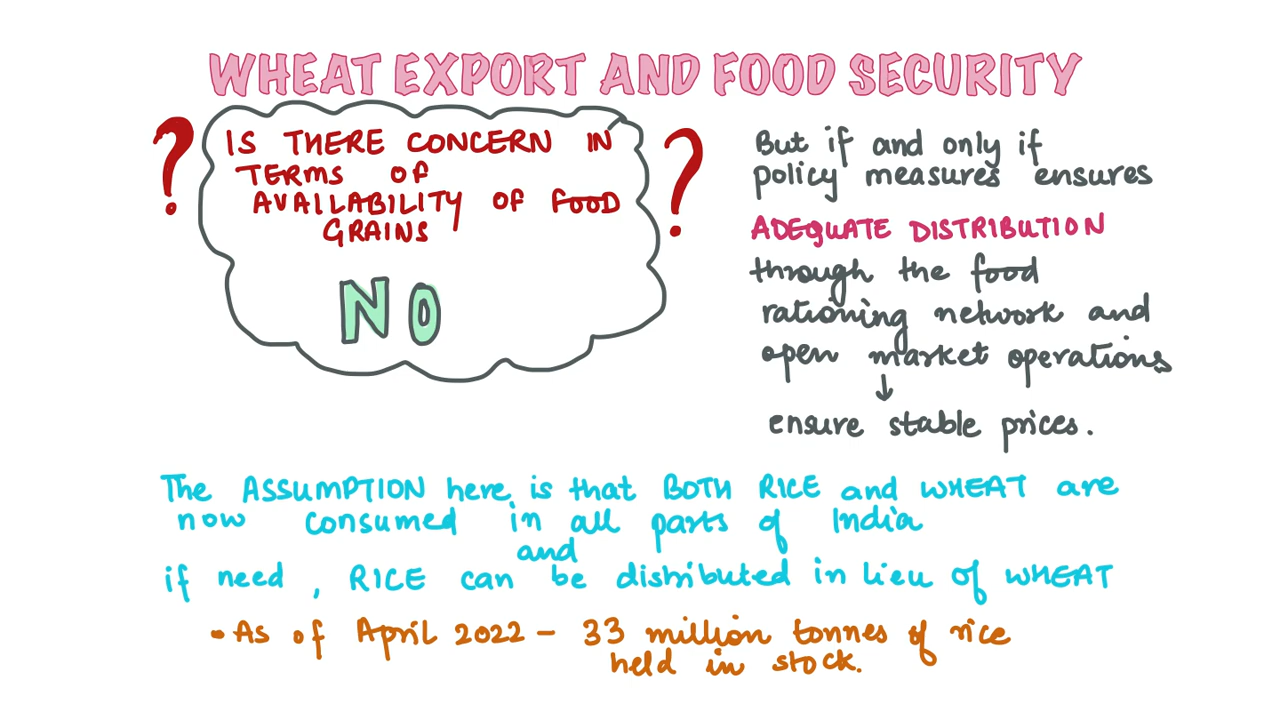 WHEAT EXPORT AND FOOD SECURITY
? IS THERE CONCERN IN
TERMS OF
AVAILABILITY OF FOOD
GRAINS ?
NO
But if and only if
policy measures ensures
ADEQUATE DISTRIBUTION
through the food
rationing network and
open market operations
↓
ensure stable prices.
The ASSUMPTION here is that BOTH RICE and WHEAT are
now consumed in all parts of India
and
if need, RICE can be distributed in lieu of WHEAT
• As of April 2022 - 33 million tonnes of rice
held in stock.